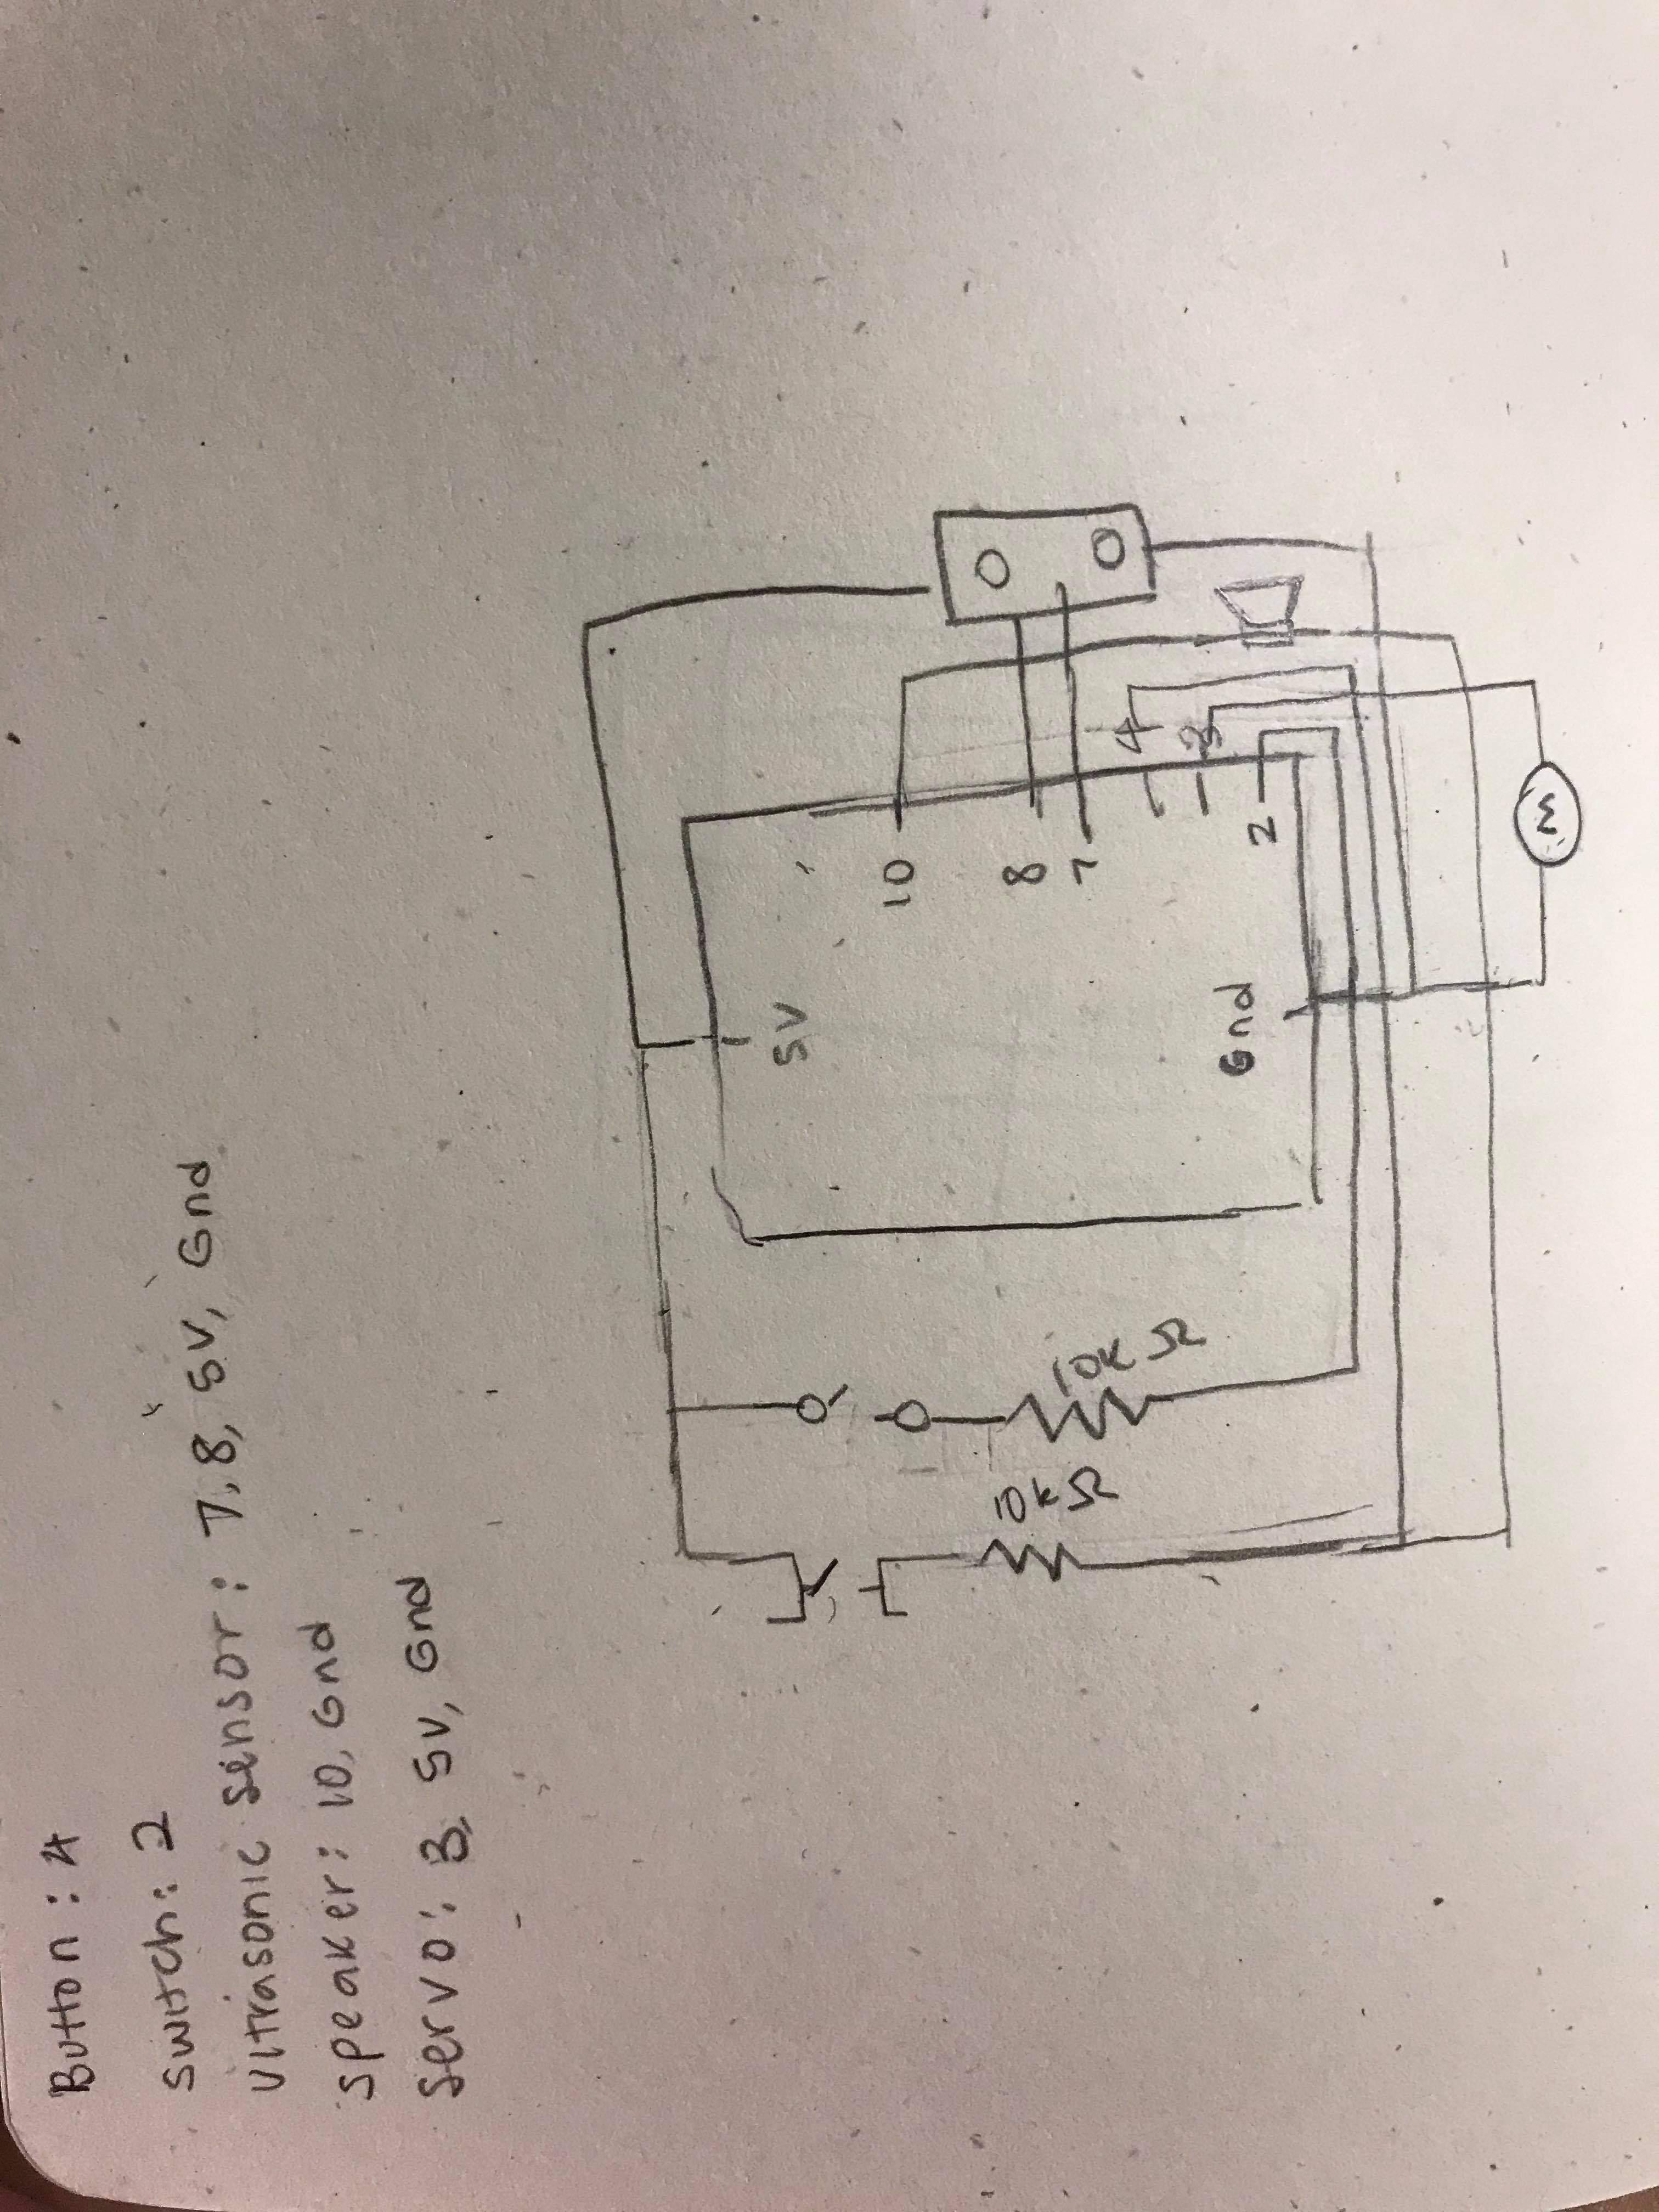 Button : 4
switch: 2
ultrasonic sensor: 7, 8, 5V, Gnd
speaker: 10, Gnd
servo: 3, 5V, Gnd
5V
10
8
7
4
3
2
Gnd
10kΩ
10kΩ
M